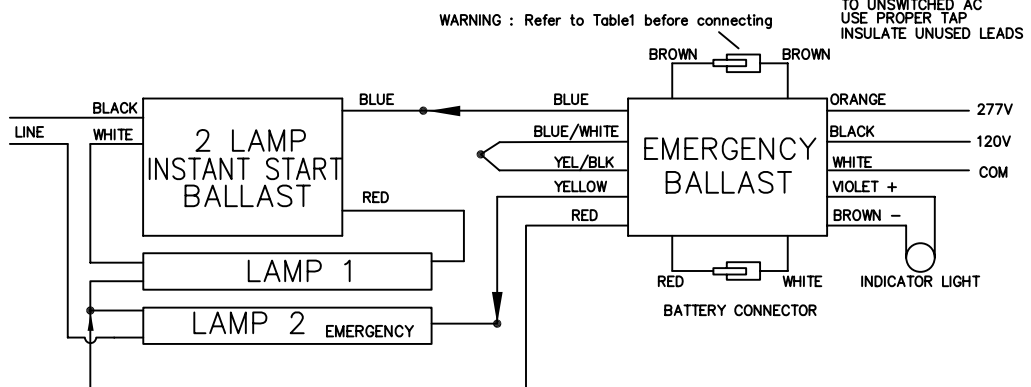 TO UNSWITCHED AC
USE PROPER TAP
INSULATE UNUSED LEADS
WARNING : Refer to Table1 before connecting
BROWN
BROWN
BLACK
LINE
WHITE
2 LAMP
INSTANT START
BALLAST
BLUE
BLUE
BLUE/WHITE
YEL/BLK
YELLOW
RED
RED
EMERGENCY
BALLAST
ORANGE
277V
BLACK
120V
WHITE
COM
VIOLET +
BROWN -
INDICATOR LIGHT
RED
WHITE
BATTERY CONNECTOR
LAMP 1
LAMP 2 EMERGENCY